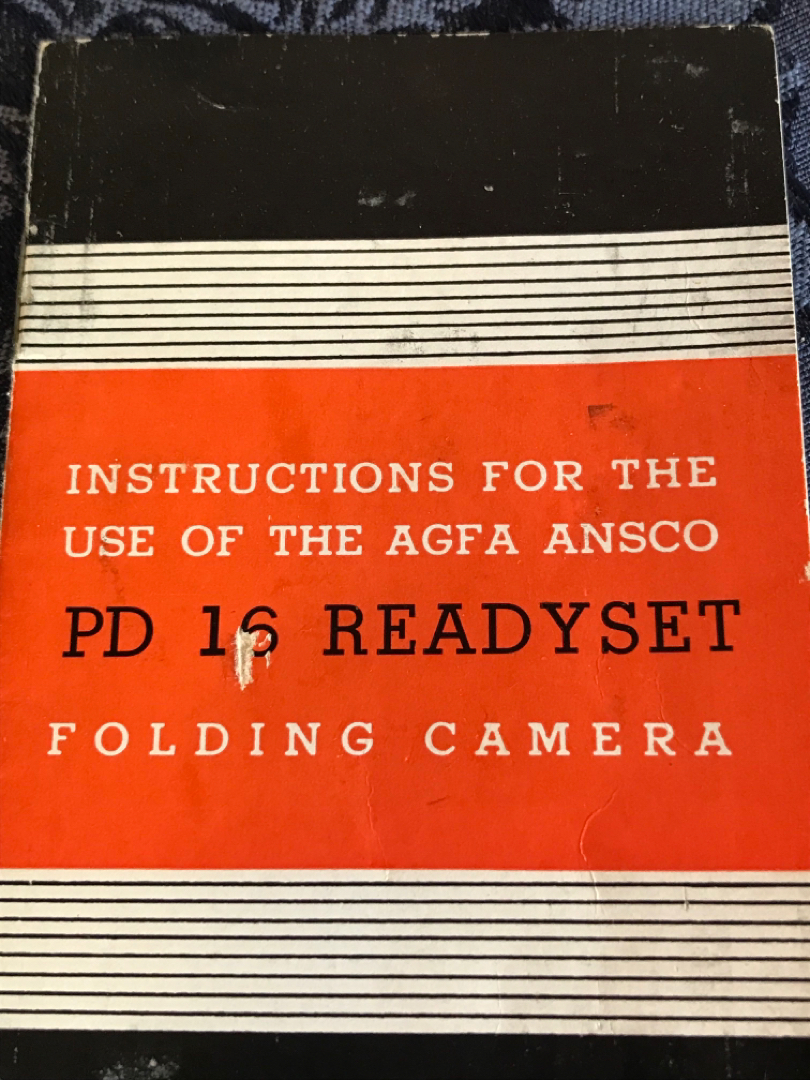 INSTRUCTIONS FOR THE
USE OF THE AGFA ANSCO
PD 16 READYSET
FOLDING CAMERA